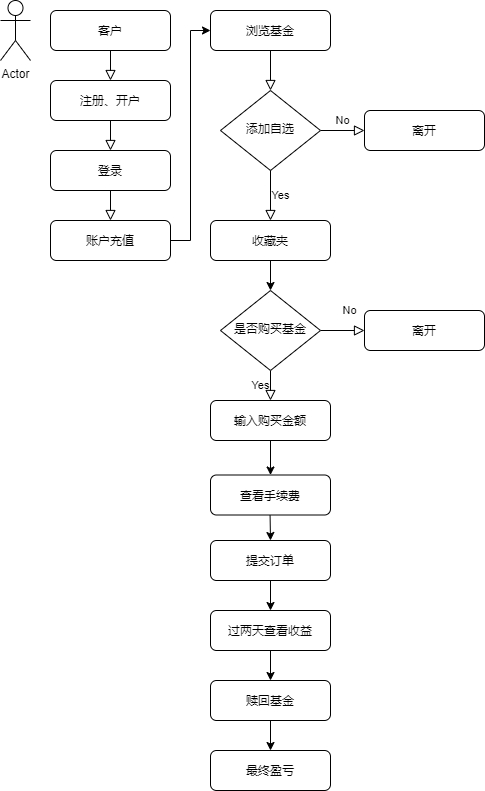 Actor
客户
注册、开户
登录
账户充值
浏览基金
添加自选
No
离开
Yes
收藏夹
是否购买基金
No
离开
Yes
输入购买金额
查看手续费
提交订单
过两天查看收益
赎回基金
最终盈亏